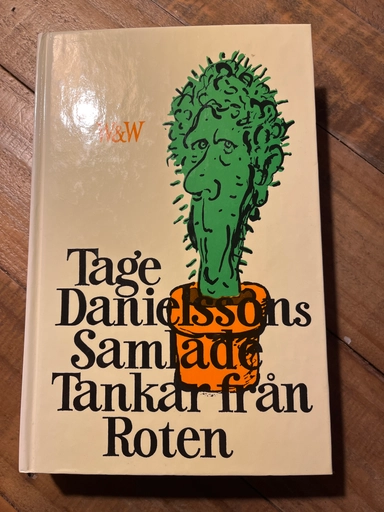 W&W
Tage
Danielssons
Samlade
Tankar från
Roten